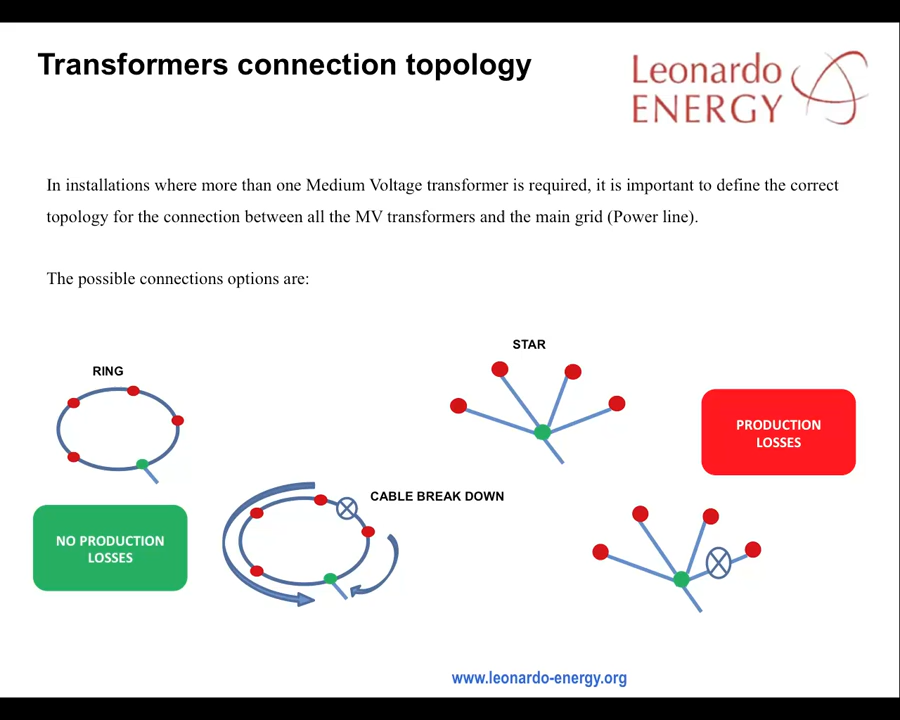 Transformers connection topology
Leonardo
ENERGY
In installations where more than one Medium Voltage transformer is required, it is important to define the correct
topology for the connection between all the MV transformers and the main grid (Power line).
The possible connections options are:
RING
STAR
PRODUCTION
LOSSES
CABLE BREAK DOWN
NO PRODUCTION
LOSSES
www.leonardo-energy.org